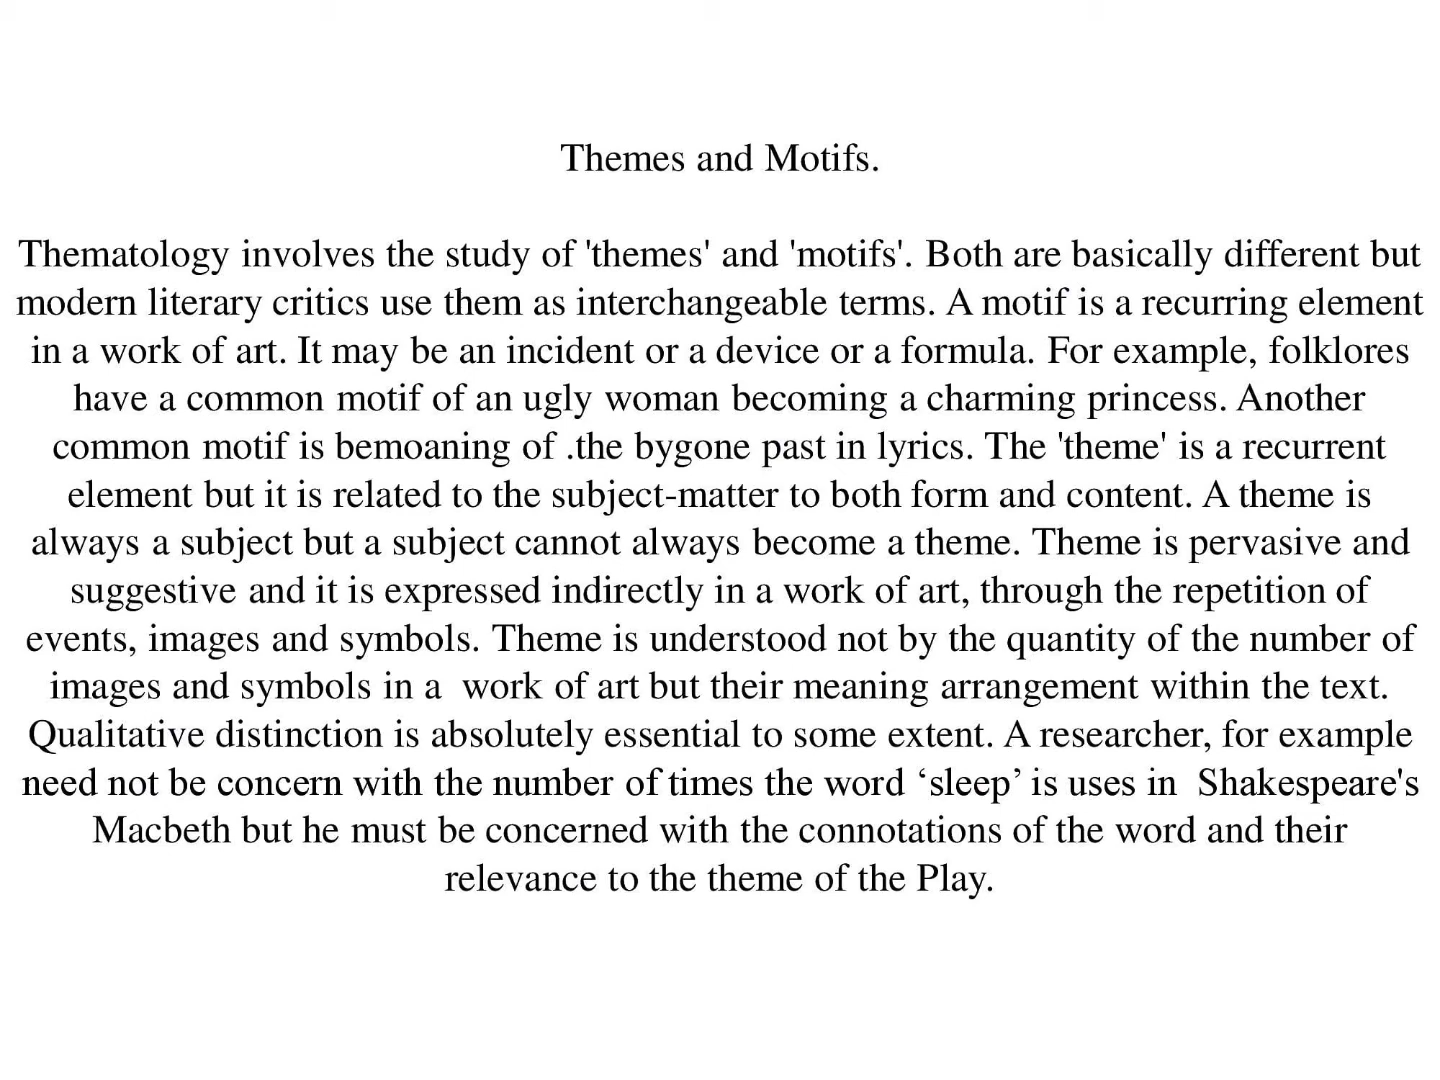 Themes and Motifs.
Thematology involves the study of 'themes' and 'motifs'. Both are basically different but
modern literary critics use them as interchangeable terms. A motif is a recurring element
in a work of art. It may be an incident or a device or a formula. For example, folklores
have a common motif of an ugly woman becoming a charming princess. Another
common motif is bemoaning of .the bygone past in lyrics. The 'theme' is a recurrent
element but it is related to the subject-matter to both form and content. A theme is
always a subject but a subject cannot always become a theme. Theme is pervasive and
suggestive and it is expressed indirectly in a work of art, through the repetition of
events, images and symbols. Theme is understood not by the quantity of the number of
images and symbols in a  work of art but their meaning arrangement within the text.
Qualitative distinction is absolutely essential to some extent. A researcher, for example
need not be concern with the number of times the word ‘sleep’ is uses in  Shakespeare's
Macbeth but he must be concerned with the connotations of the word and their
relevance to the theme of the Play.